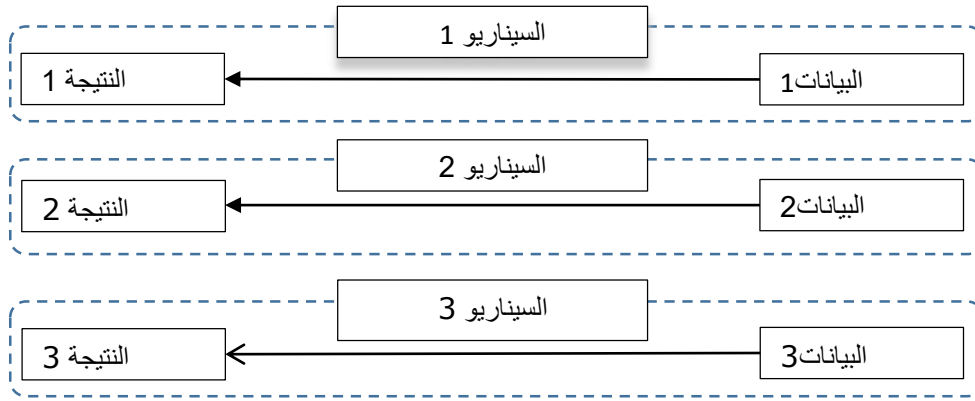 السيناريو 1
البيانات1
النتيجة 1
السيناريو 2
البيانات2
النتيجة 2
السيناريو 3
البيانات3
النتيجة 3